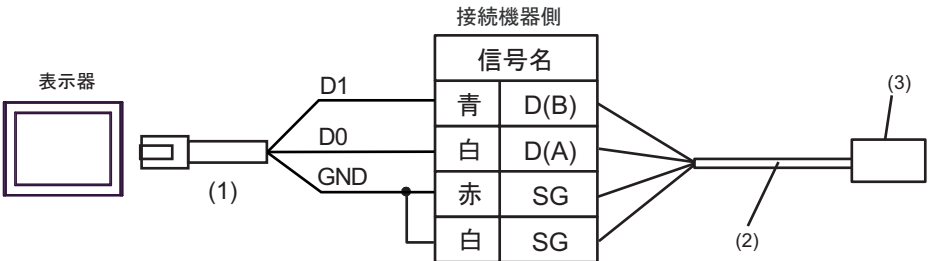 接続機器側
信号名
表示器
(3)
D1
青 D(B)
D0
白 D(A)
GND
(1)
赤 SG
白 SG
(2)